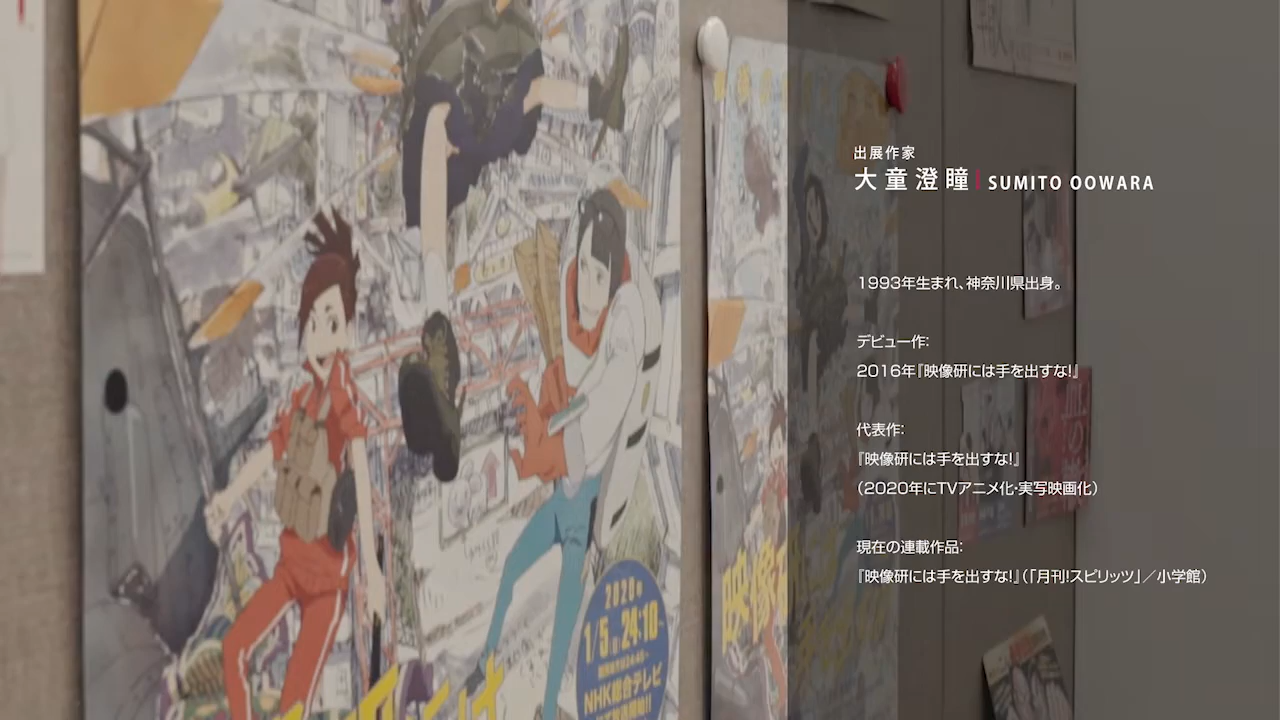 出展作家
大童澄瞳 SUMITO OOWARA
1993年生まれ、神奈川県出身。
デビュー作:
2016年『映像研には手を出すな!』
代表作:
『映像研には手を出すな!』
(2020年にTVアニメ化・実写映画化)
現在の連載作品:
『映像研には手を出すな!』(「月刊!スピリッツ」／小学館)
2020年
1/5日24:10~
NHK総合テレビ